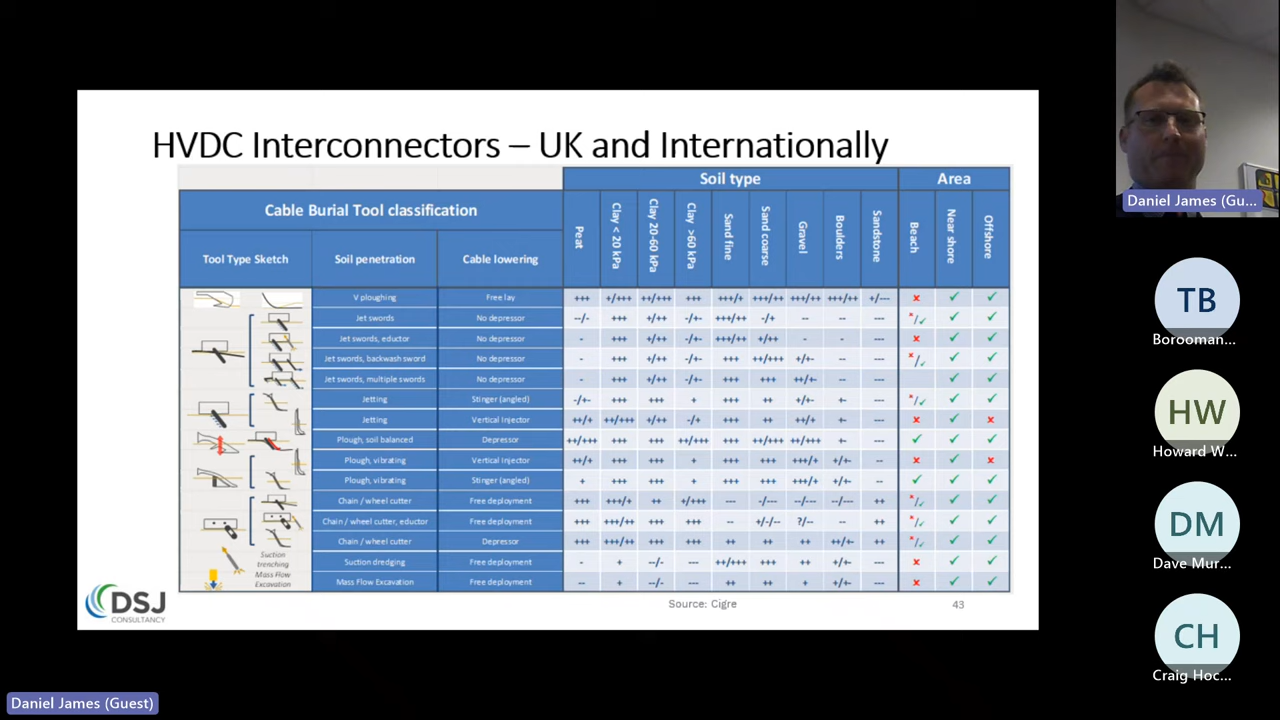 HVDC Interconnectors – UK and Internationally
Soil type Area
Cable Burial Tool classification
Tool Type Sketch Soil penetration Cable lowering Peat Clay < 20 kPa Clay 20-60 kPa Clay >60 kPa Sand fine Sand coarse Gravel Boulders Sandstone Beach Near shore Offshore
V ploughing Free lay +++ +/+++ ++/+++ +++ +++/+ +++/++ +++/++ +++/++ +/--- × ✓ ✓
Jet swords No depressor --/- +++ +/++ -/+- +++/++ -/+ -- -- --- ×/✓ ✓ ✓
Jet swords, eductor No depressor - +++ +/++ -/+- +++/++ +/++ - -- --- × ✓ ✓
Jet swords, backwash sword No depressor - +++ +/++ -/+- +++ ++/+++ +/+- -- --- ×/✓ ✓ ✓
Jet swords, multiple swords No depressor - +++ +/++ -/+- +++ +++ ++/+- -- --- ✓ ✓
Jetting Stinger (angled) -/+- +++ +++ + +++ ++ +/+- +- --- ×/✓ ✓ ✓
Jetting Vertical Injector ++/+ ++/+++ +/++ -/+ +++ ++ ++/+ +- --- × ✓ ×
Plough, soil balanced Depressor ++/+++ +++ +++ ++/+++ +++ ++/+++ ++/+++ +- --- ✓ ✓ ✓
Plough, vibrating Vertical Injector ++/+ +++ +++ + +++ +++ +++/+ +/+- -- × ✓ ×
Plough, vibrating Stinger (angled) + +++ +++ + +++ +++ +++/+ +/+- -- ✓ ✓ ✓
Chain / wheel cutter Free deployment +++ +++/+ ++ +/+++ --- -/--- --/--- --/--- ++ ×/✓ ✓ ✓
Chain / wheel cutter, eductor Free deployment +++ +++/++ +++ +++ -- +/-/-- ?/-- -- ++ ×/✓ ✓ ✓
Chain / wheel cutter Depressor +++ +++/++ +++ +++ ++ ++ ++ ++/+- ++ ×/✓ ✓ ✓
Suction trenching Suction dredging Free deployment - + --/- --- ++/+++ +++ ++ +/+- --- × ✓ ✓
Mass Flow Excavation Mass Flow Excavation Free deployment -- + --/- --- ++ ++ + +/+- --- × ✓ ✓
DSJ
CONSULTANCY
Source: Cigre
43
Daniel James (Gu...
TB
Borooman...
HW
Howard W...
DM
Dave Mur...
CH
Craig Hoc...
Daniel James (Guest)